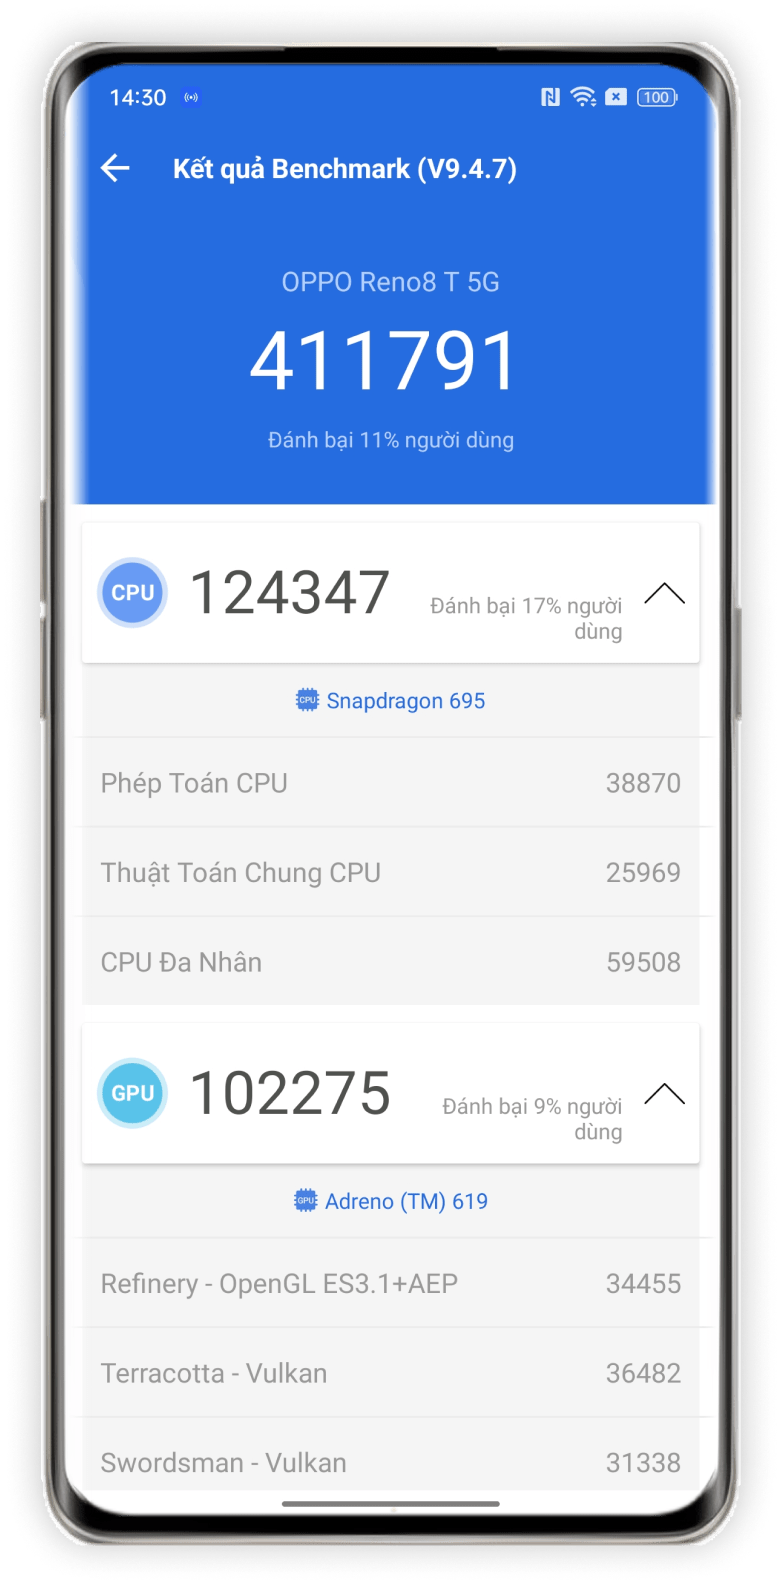 14:30
100
Kết quả Benchmark (V9.4.7)
OPPO Reno8 T 5G
411791
Đánh bại 11% người dùng
CPU
124347
Đánh bại 17% người
dùng
CPU
Snapdragon 695
Phép Toán CPU 38870
Thuật Toán Chung CPU 25969
CPU Đa Nhân 59508
GPU
102275
Đánh bại 9% người
dùng
GPU
Adreno (TM) 619
Refinery - OpenGL ES3.1+AEP 34455
Terracotta - Vulkan 36482
Swordsman - Vulkan 31338